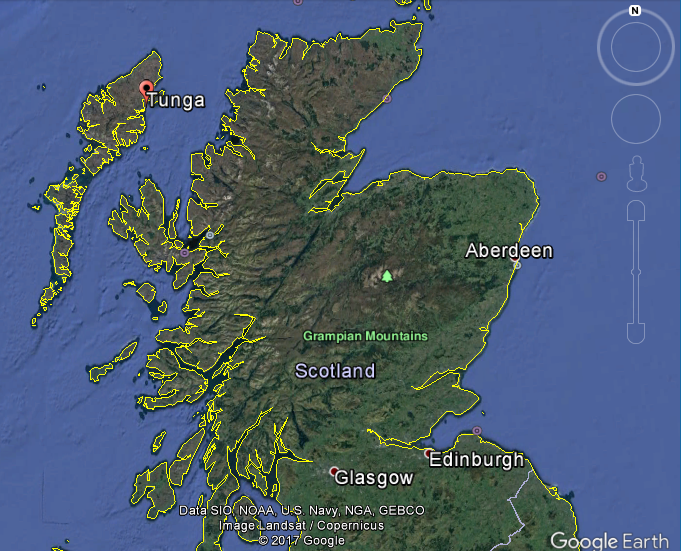 N
Tunga
Aberdeen
Grampian Mountains
Scotland
Edinburgh
Glasgow
Data SIO, NOAA, U.S. Navy, NGA, GEBCO
Image Landsat / Copernicus
© 2017 Google
Google Earth